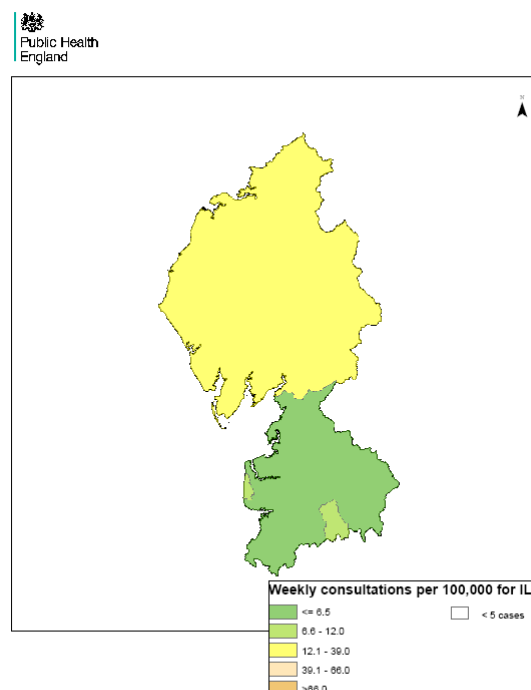 Public Health
England
N
Weekly consultations per 100,000 for IL
<= 6.5
< 5 cases
6.6 - 12.0
12.1 - 39.0
39.1 - 66.0
>66.0